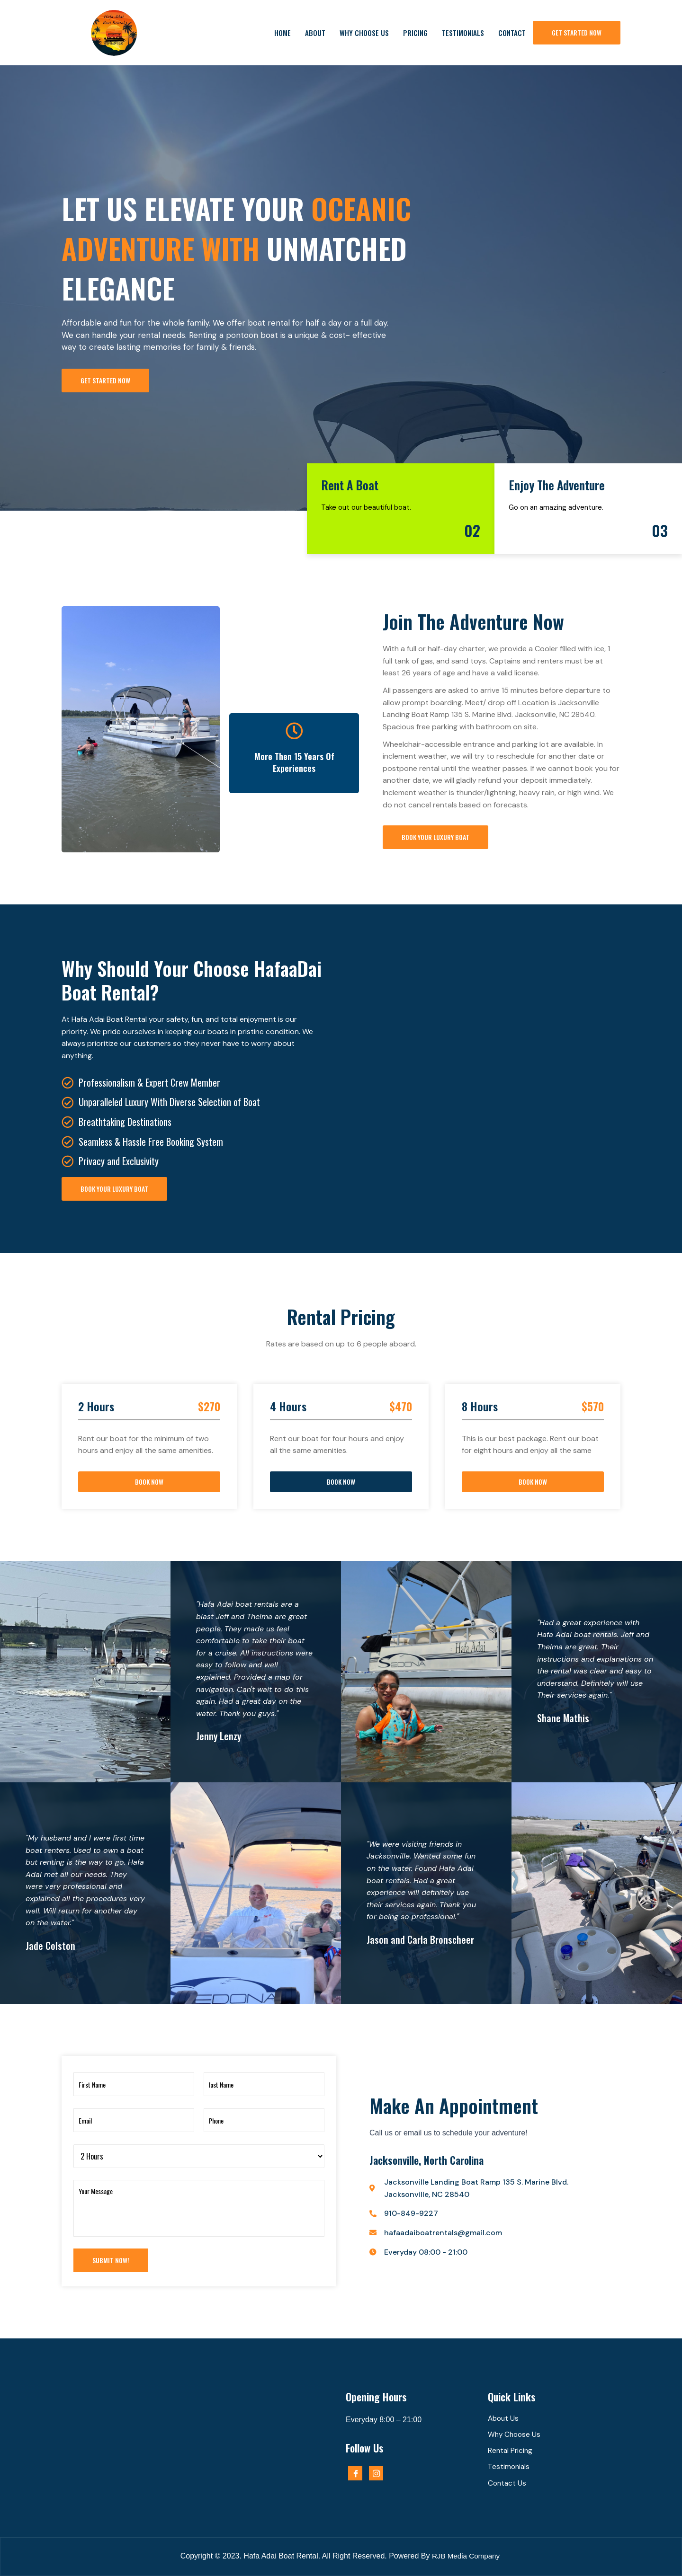 Hafa Adai
Boat Rental
HOME ABOUT WHY CHOOSE US PRICING TESTIMONIALS CONTACT GET STARTED NOW
LET US ELEVATE YOUR OCEANIC
ADVENTURE WITH UNMATCHED
ELEGANCE
Affordable and fun for the whole family. We offer boat rental for half a day or a full day.
We can handle your rental needs. Renting a pontoon boat is a unique & cost- effective
way to create lasting memories for family & friends.
GET STARTED NOW
Rent A Boat
Take out our beautiful boat.
02
Enjoy The Adventure
Go on an amazing adventure.
03
More Then 15 Years Of
Experiences
Join The Adventure Now
With a full or half-day charter, we provide a Cooler filled with ice, 1
full tank of gas, and sand toys. Captains and renters must be at
least 26 years of age and have a valid license.
All passengers are asked to arrive 15 minutes before departure to
allow prompt boarding. Meet/ drop off Location is Jacksonville
Landing Boat Ramp 135 S. Marine Blvd. Jacksonville, NC 28540.
Spacious free parking with bathroom on site.
Wheelchair-accessible entrance and parking lot are available. In
inclement weather, we will try to reschedule for another date or
postpone rental until the weather passes. If we cannot book you for
another date, we will gladly refund your deposit immediately.
Inclement weather is thunder/lightning, heavy rain, or high wind. We
do not cancel rentals based on forecasts.
BOOK YOUR LUXURY BOAT
Why Should Your Choose HafaaDai
Boat Rental?
At Hafa Adai Boat Rental your safety, fun, and total enjoyment is our
priority. We pride ourselves in keeping our boats in pristine condition. We
always prioritize our customers so they never have to worry about
anything.
Professionalism & Expert Crew Member
Unparalleled Luxury With Diverse Selection of Boat
Breathtaking Destinations
Seamless & Hassle Free Booking System
Privacy and Exclusivity
BOOK YOUR LUXURY BOAT
Rental Pricing
Rates are based on up to 6 people aboard.
2 Hours $270
Rent our boat for the minimum of two
hours and enjoy all the same amenities.
BOOK NOW
4 Hours $470
Rent our boat for four hours and enjoy
all the same amenities.
BOOK NOW
8 Hours $570
This is our best package. Rent our boat
for eight hours and enjoy all the same
BOOK NOW
"Hafa Adai boat rentals are a
blast Jeff and Thelma are great
people. They made us feel
comfortable to take their boat
for a cruise. All instructions were
easy to follow and well
explained. Provided a map for
navigation. Can't wait to do this
again. Had a great day on the
water. Thank you guys."
Jenny Lenzy
"Had a great experience with
Hafa Adai boat rentals. Jeff and
Thelma are great. Their
instructions and explanations on
the rental was clear and easy to
understand. Definitely will use
Their services again."
Shane Mathis
"My husband and I were first time
boat renters. Used to own a boat
but renting is the way to go. Hafa
Adai met all our needs. They
were very professional and
explained all the procedures very
well. Will return for another day
on the water."
Jade Colston
"We were visiting friends in
Jacksonville. Wanted some fun
on the water. Found Hafa Adai
boat rentals. Had a great
experience will definitely use
their services again. Thank you
for being so professional."
Jason and Carla Bronscheer
First Name
last Name
Email
Phone
2 Hours
Your Message
SUBMIT NOW!
Make An Appointment
Call us or email us to schedule your adventure!
Jacksonville, North Carolina
Jacksonville Landing Boat Ramp 135 S. Marine Blvd.
Jacksonville, NC 28540
910-849-9227
hafaadaiboatrentals@gmail.com
Everyday 08:00 - 21:00
Opening Hours
Everyday 8:00 – 21:00
Follow Us
Quick Links
About Us
Why Choose Us
Rental Pricing
Testimonials
Contact Us
Copyright © 2023. Hafa Adai Boat Rental. All Right Reserved. Powered By RJB Media Company